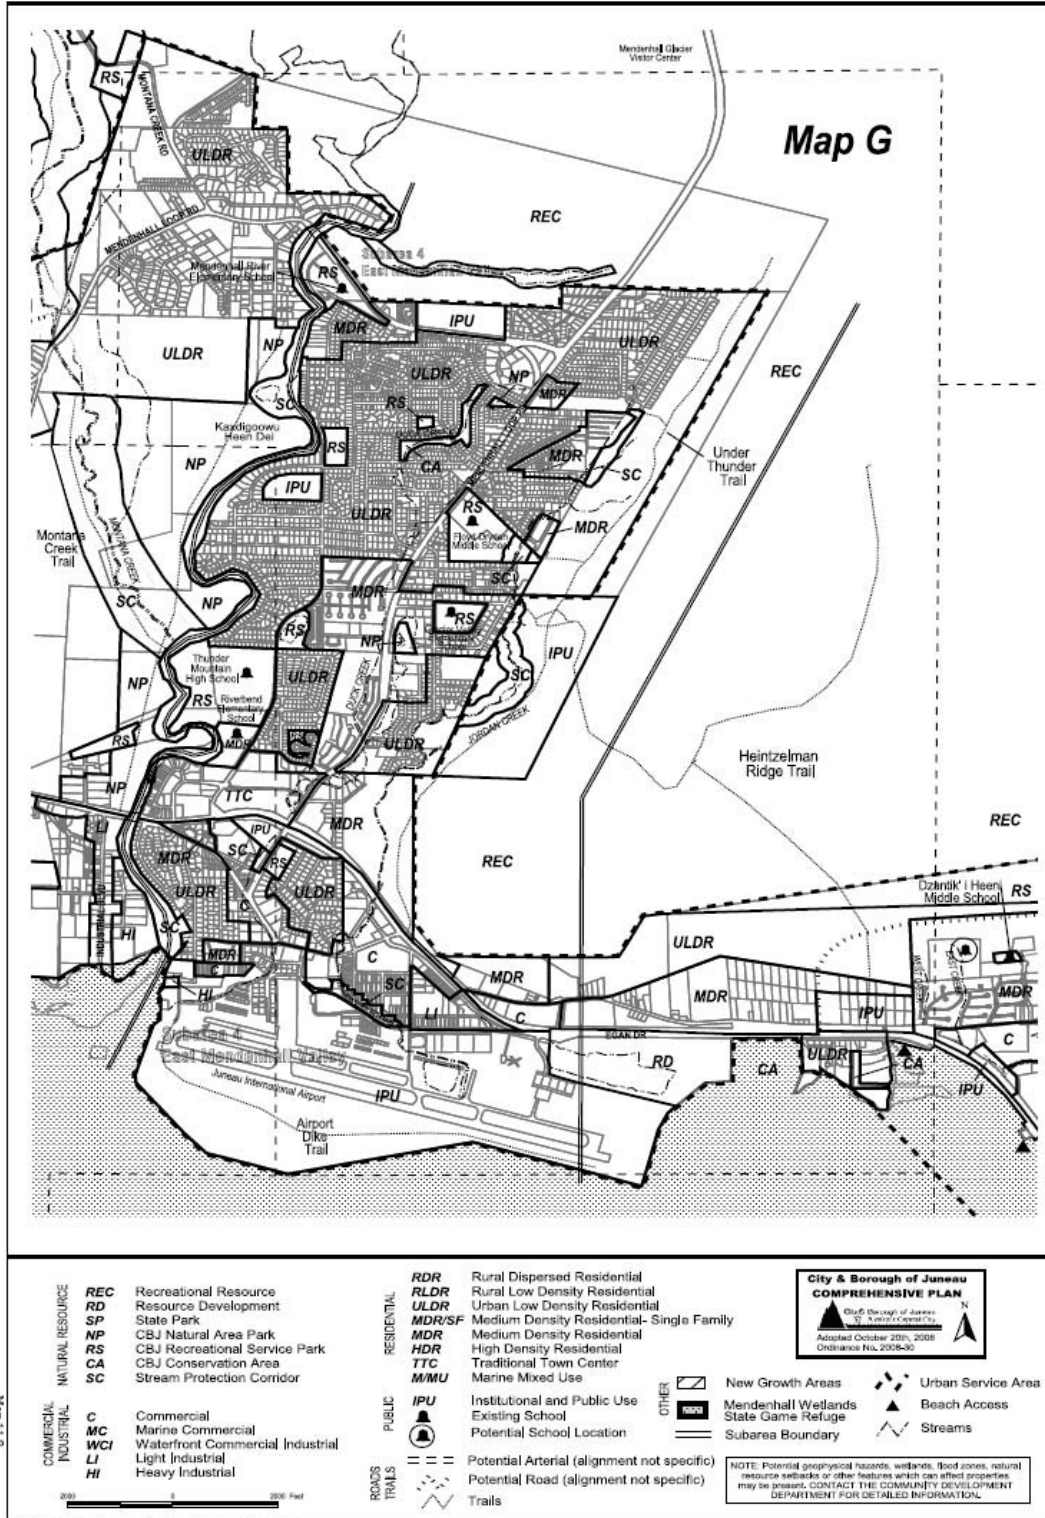 Mendenhall Glacier
Visitor Center
Map G
RS
MONTANA CREEK RD
ULDR
REC
MENDENHALL LOOP RD
Subarea 4
East Mendenhall Valley
RS
Mendenhall River
Elementary School
MDR
IPU
ULDR
ULDR
NP
ULDR
NP
REC
MDR
SC
RS
Kaxdigoowu
Heen Dei
RS
CA
MDR
SC
Under
Thunder
Trail
NP
IPU
ULDR
RS
Floyd Dryden
Middle School
MDR
Montana
Creek
Trail
MONTANA CREEK
SC
NP
MDR
SC
RS
RS
NP
IPU
Thunder
Mountain
High School
ULDR
SC
NP
RS
Riverbend
Elementary
School
DUCK CREEK
JORDAN CREEK
RS
MDR
ULDR
Heintzelman
Ridge Trail
NP
TTC
LI
IPU
MDR
REC
REC
MDR
SC
RS
ULDR
ULDR
Dzantik' i Heeni
Middle School
RS
C
INDUSTRIAL BLVD
HI
SC
MDR
C
C
ULDR
MDR
SC
MDR
MDR
HI
LI
C
IPU
C
Subarea 4
East Mendenhall Valley
EGAN DR
RD
CA
ULDR
CA
IPU
Juneau International Airport
IPU
Airport
Dike
Trail
NATURAL RESOURCE
REC Recreational Resource
RD Resource Development
SP State Park
NP CBJ Natural Area Park
RS CBJ Recreational Service Park
CA CBJ Conservation Area
SC Stream Protection Corridor
COMMERCIAL
INDUSTRIAL
C Commercial
MC Marine Commercial
WCI Waterfront Commercial Industrial
LI Light Industrial
HI Heavy Industrial
2000 0 2000 Feet
RESIDENTIAL
RDR Rural Dispersed Residential
RLDR Rural Low Density Residential
ULDR Urban Low Density Residential
MDR/SF Medium Density Residential- Single Family
MDR Medium Density Residential
HDR High Density Residential
TTC Traditional Town Center
M/MU Marine Mixed Use
PUBLIC
IPU Institutional and Public Use
Existing School
Potential School Location
ROADS
TRAILS
Potential Arterial (alignment not specific)
Potential Road (alignment not specific)
Trails
OTHER
New Growth Areas
Mendenhall Wetlands
State Game Refuge
Subarea Boundary
Urban Service Area
Beach Access
Streams
City & Borough of Juneau
COMPREHENSIVE PLAN
City & Borough of Juneau
Alaska's Capital City
N
Adopted October 20th, 2008
Ordinance No. 2008-30
NOTE: Potential geophysical hazards, wetlands, flood zones, natural
resource setbacks or other features which can affect properties
may be present. CONTACT THE COMMUNITY DEVELOPMENT
DEPARTMENT FOR DETAILED INFORMATION.